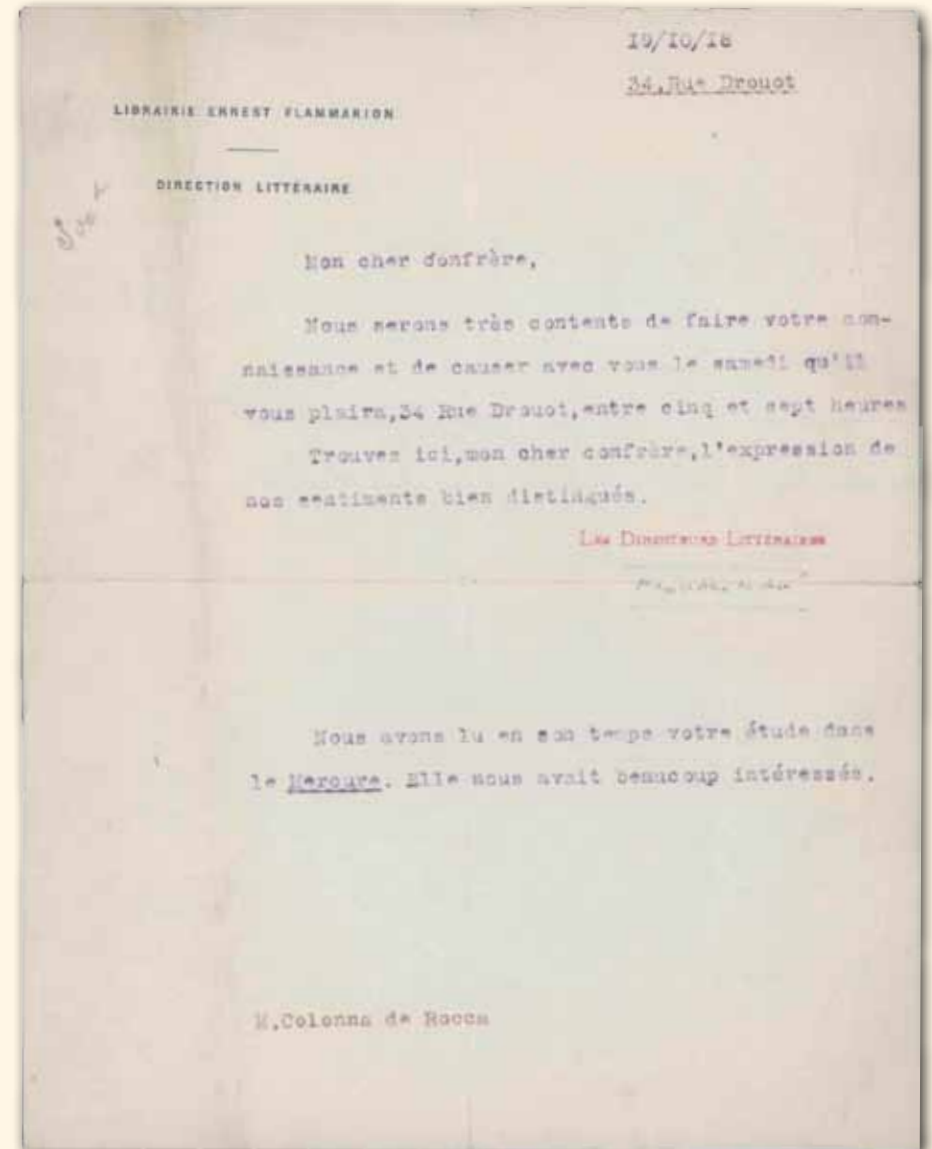 19/10/18
34,Rue Drouot
LIBRAIRIE ERNEST FLAMMARION
DIRECTION LITTÉRAIRE
Mon cher donfrère,
Nous serons très contents de faire votre con-
naissance et de causer avec vous le samedi qu'il
vous plaira,34 Rue Drouot,entre cinq et sept heures
Trouvez ici,mon cher confrère,l'expression de
nos sentiments bien distingués.
LES DIRECTEURS LITTÉRAIRES
Nous avons lu en son temps votre étude dans
le Mercure. Elle nous avait beaucoup intéressés.
M.Colonna de Rocca